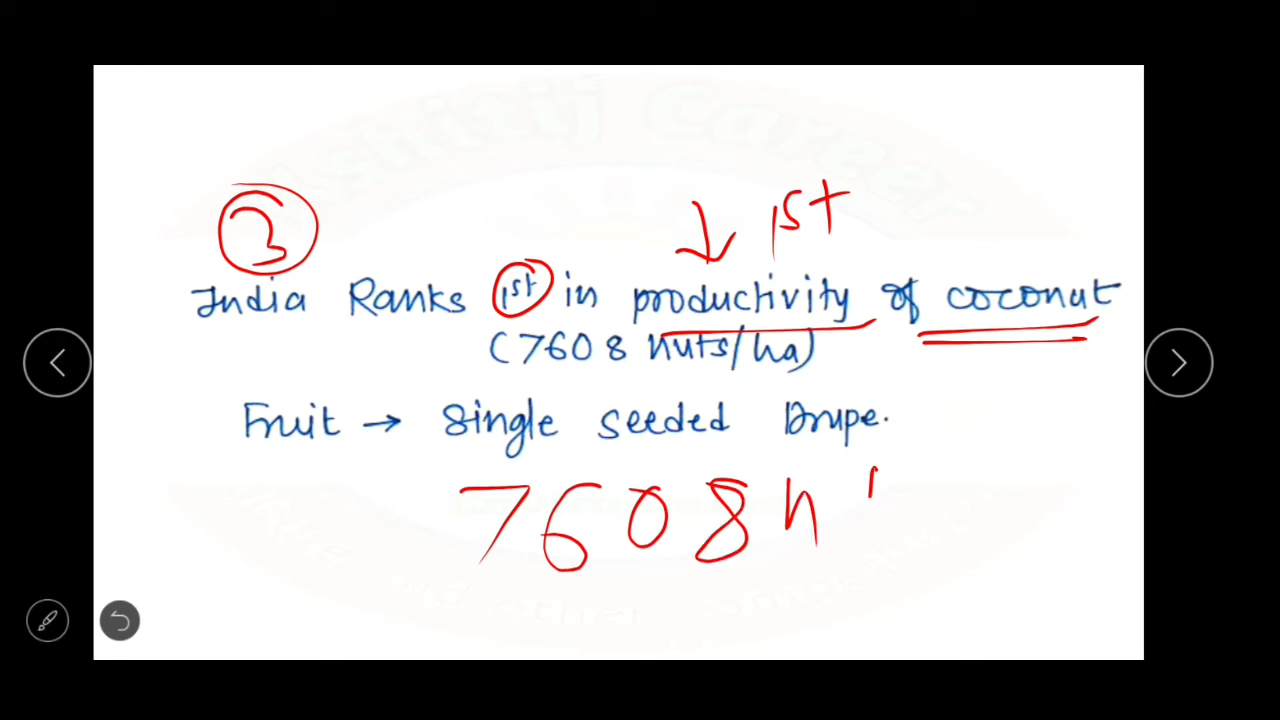 3
1st
India Ranks 1st in productivity of coconut
(7608 nuts/ha)
Fruit → Single seeded Drupe.
7608 n